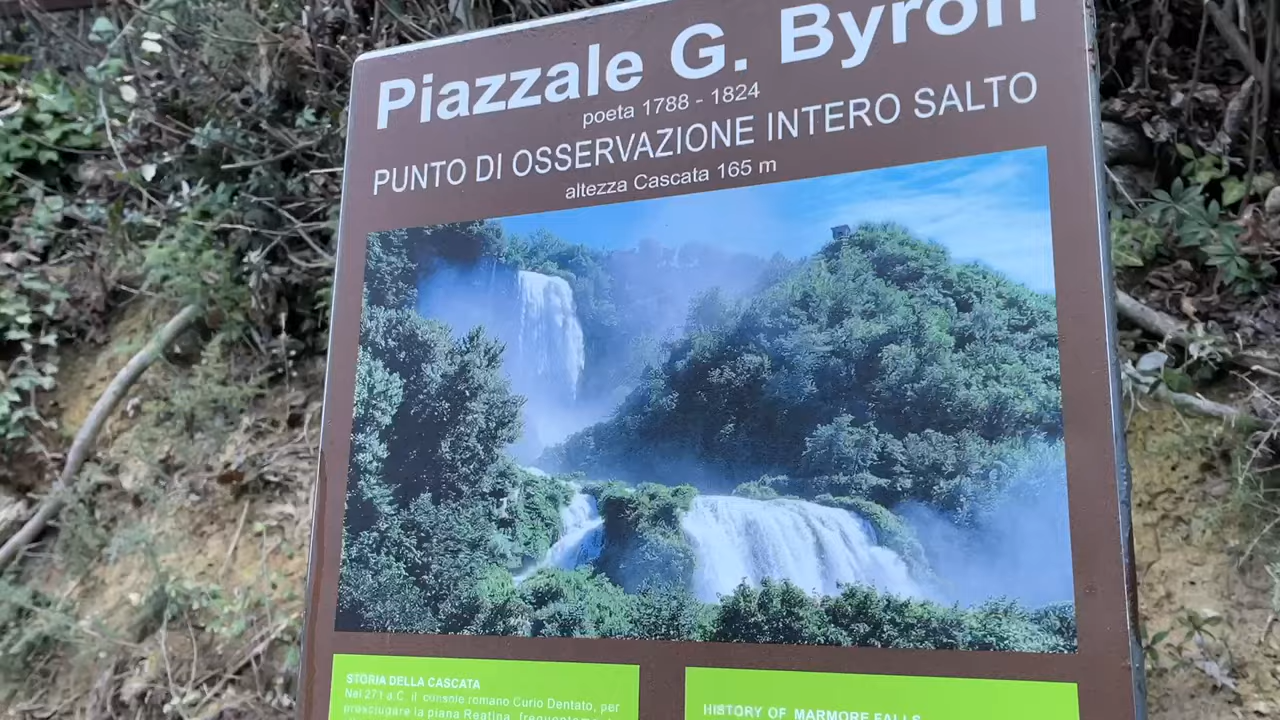 Piazzale G. Byron
poeta 1788 - 1824
PUNTO DI OSSERVAZIONE INTERO SALTO
altezza Cascata 165 m
STORIA DELLA CASCATA
Nel 271 a.C. il console romano Curio Dentato, per
prosciugare la piana Reatina,
HISTORY OF MARMORE FALLS